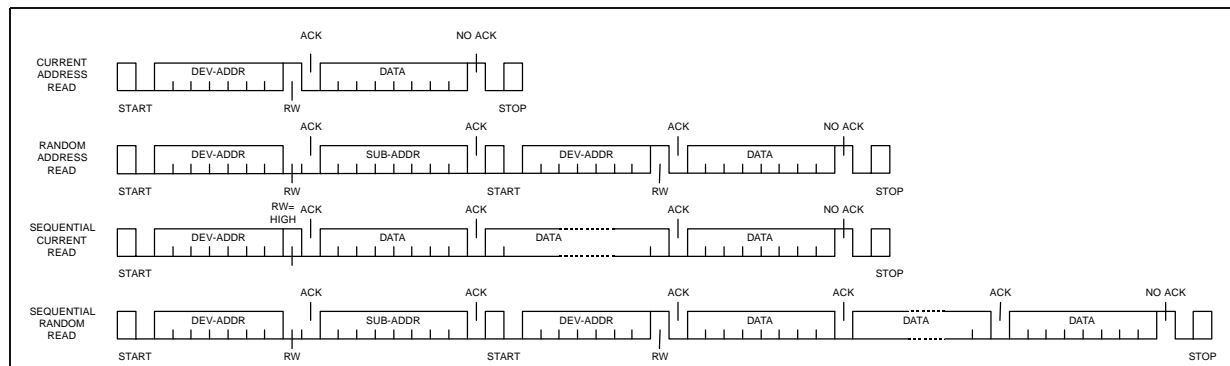 ACK NO ACK
CURRENT
ADDRESS
READ
DEV-ADDR DATA
START RW STOP
ACK ACK ACK NO ACK
RANDOM
ADDRESS
READ
DEV-ADDR SUB-ADDR DEV-ADDR DATA
START RW START RW STOP
RW=
HIGH
ACK ACK ACK NO ACK
SEQUENTIAL
CURRENT
READ
DEV-ADDR DATA DATA DATA
START STOP
ACK ACK ACK ACK ACK NO ACK
SEQUENTIAL
RANDOM
READ
DEV-ADDR SUB-ADDR DEV-ADDR DATA DATA DATA
START RW START RW STOP